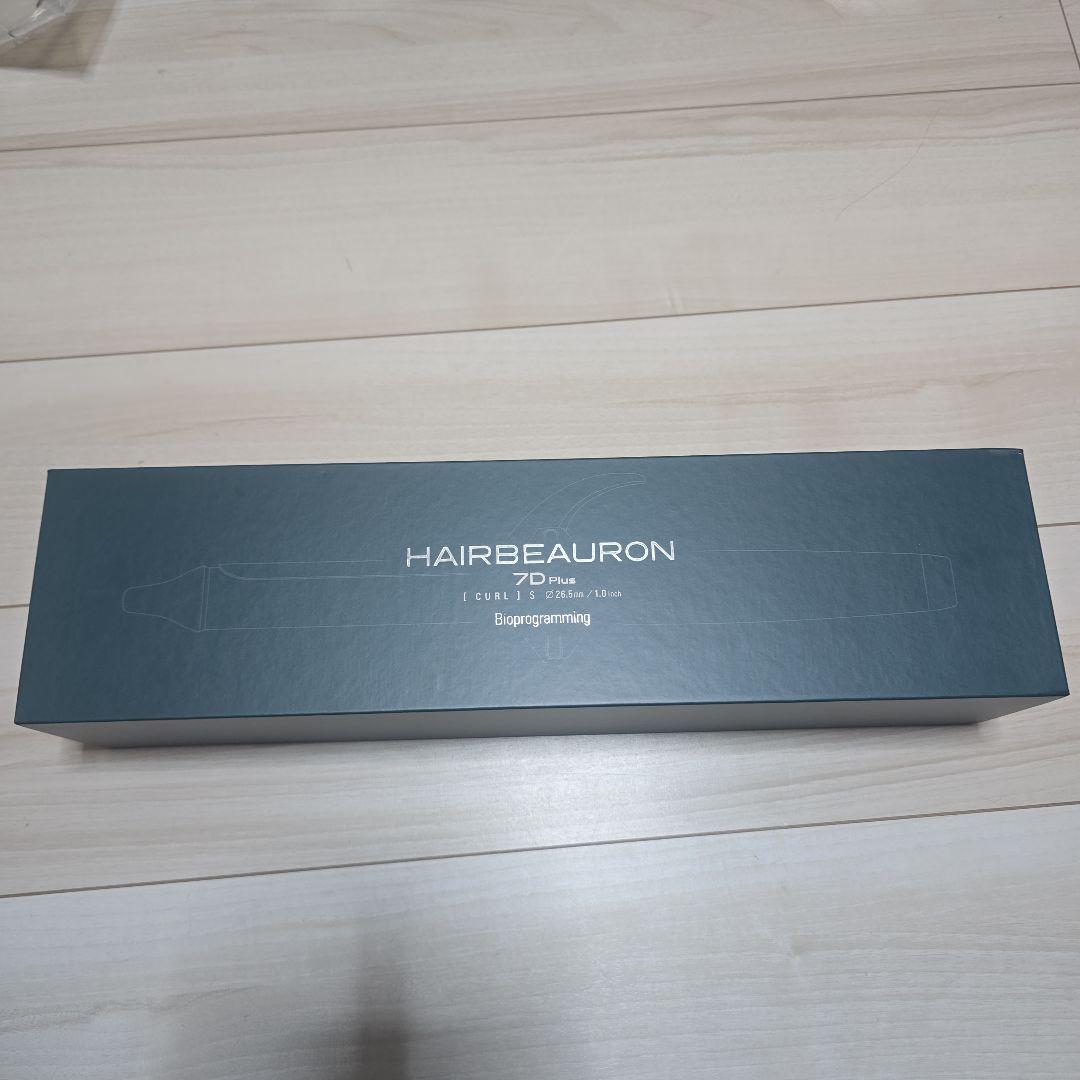 HAIRBEAURON
7D Plus
[ CURL ] S ∅26.5mm / 1.0inch
Bioprogramming